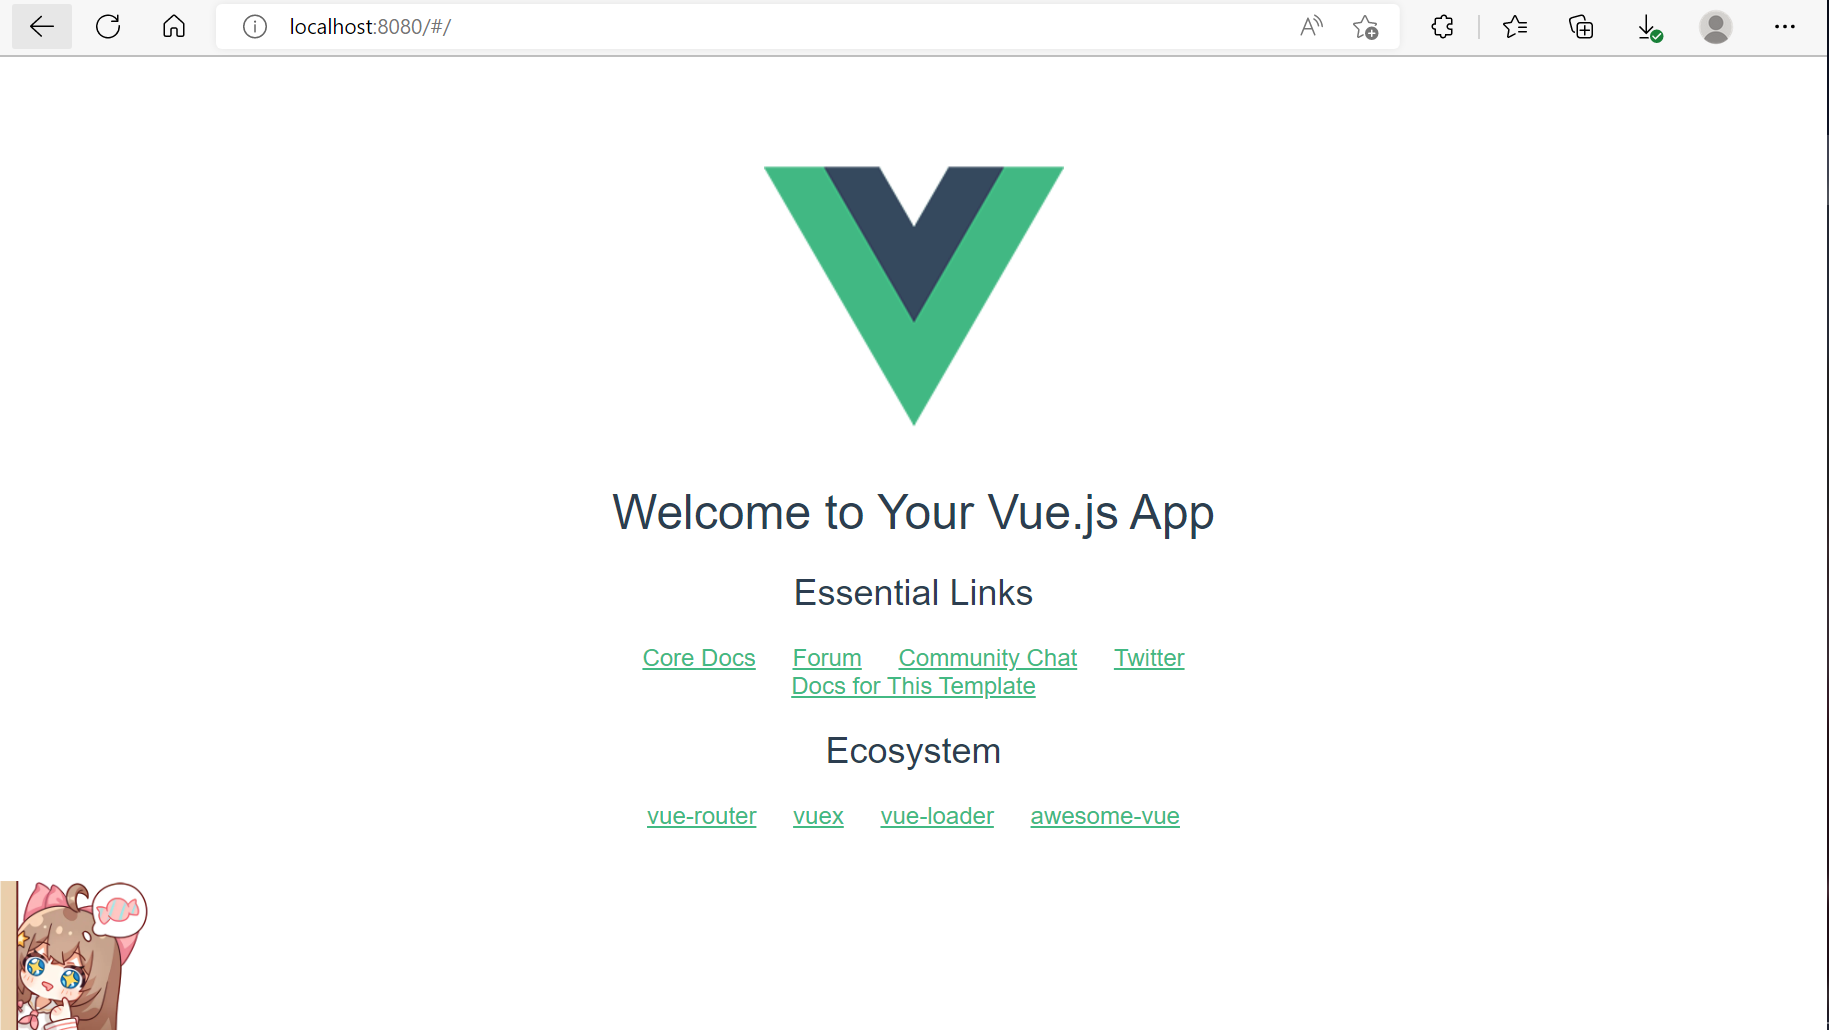 localhost:8080/#/
Welcome to Your Vue.js App
Essential Links
Core Docs Forum Community Chat Twitter
Docs for This Template
Ecosystem
vue-router vuex vue-loader awesome-vue